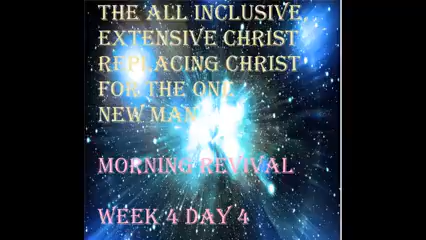 THE ALL INCLUSIVE,
EXTENSIVE CHRIST
REPLACING CHRIST
FOR THE ONE
NEW MAN
MORNING REVIVAL
WEEK 4 DAY 4